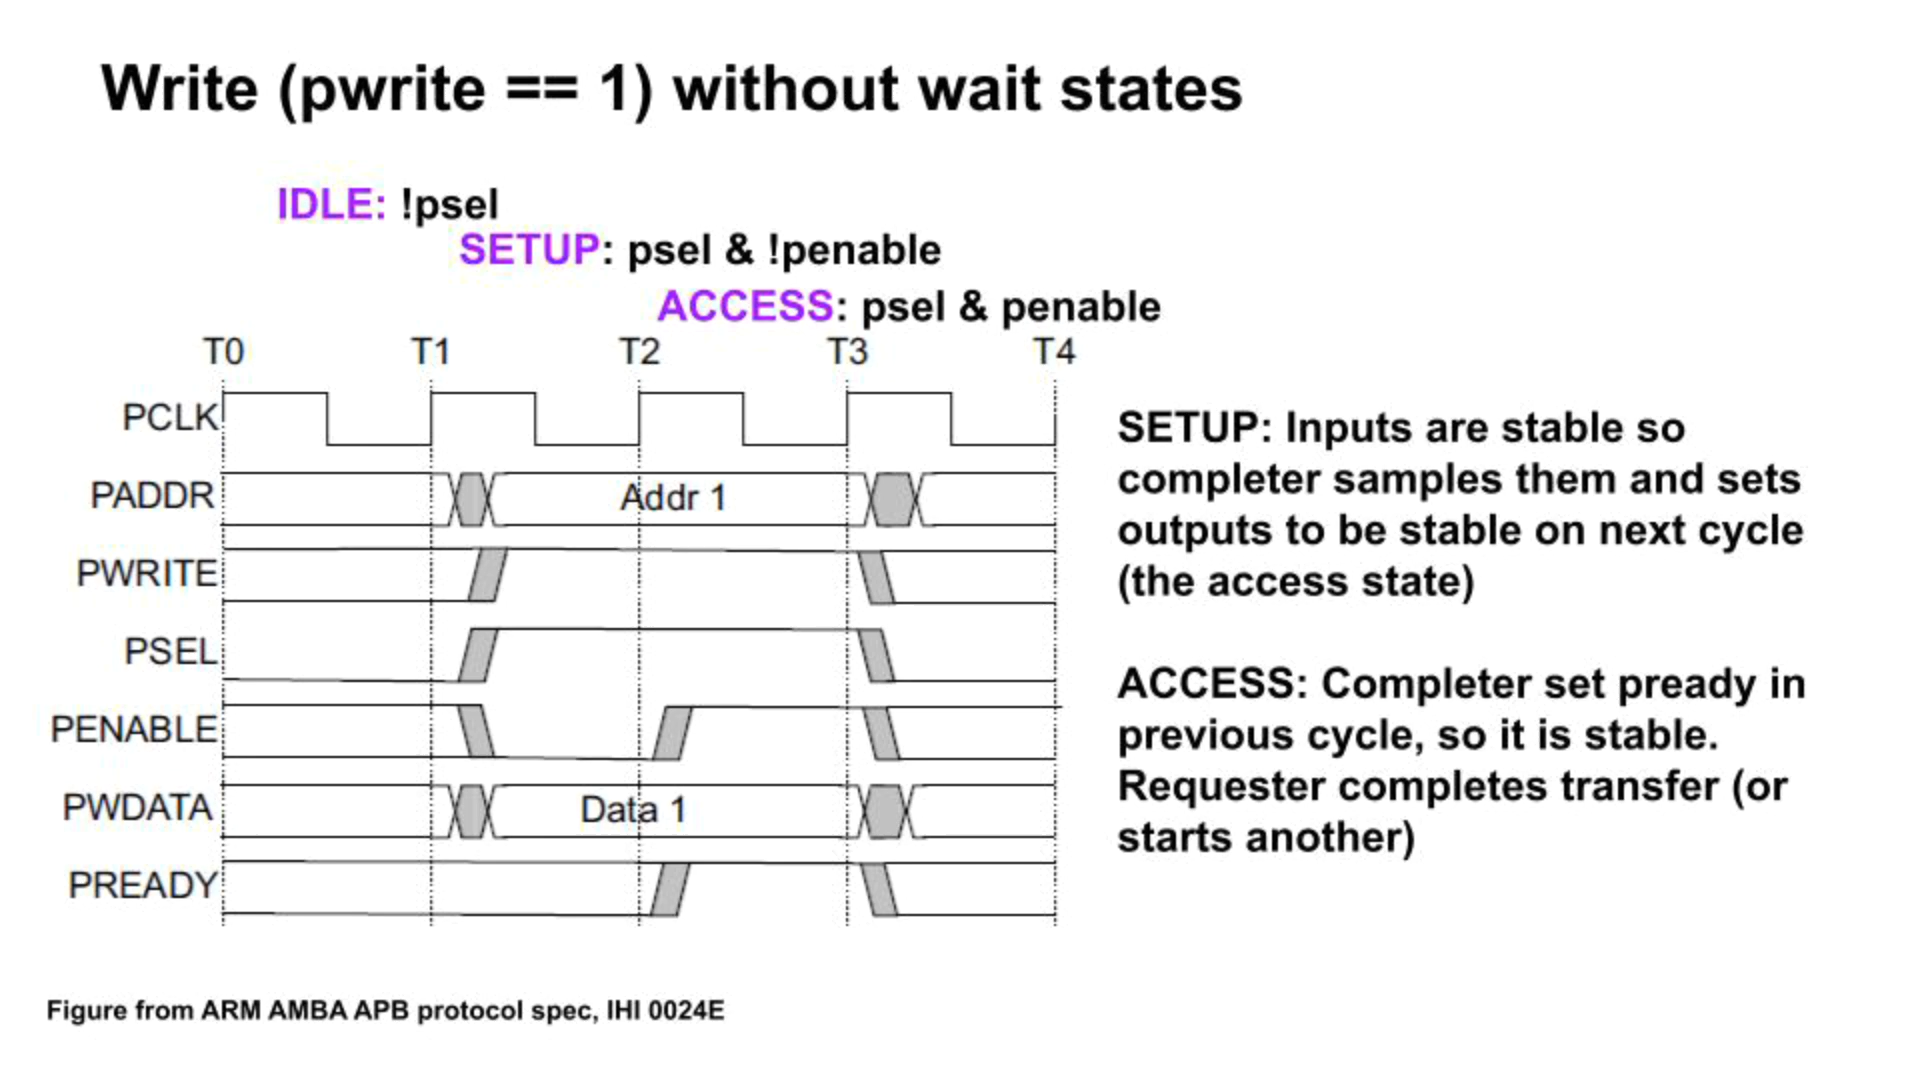 Write (pwrite == 1) without wait states
IDLE: !psel
SETUP: psel & !penable
ACCESS: psel & penable
T0 T1 T2 T3 T4
PCLK
PADDR Addr 1
PWRITE
PSEL
PENABLE
PWDATA Data 1
PREADY
SETUP: Inputs are stable so
completer samples them and sets
outputs to be stable on next cycle
(the access state)
ACCESS: Completer set pready in
previous cycle, so it is stable.
Requester completes transfer (or
starts another)
Figure from ARM AMBA APB protocol spec, IHI 0024E